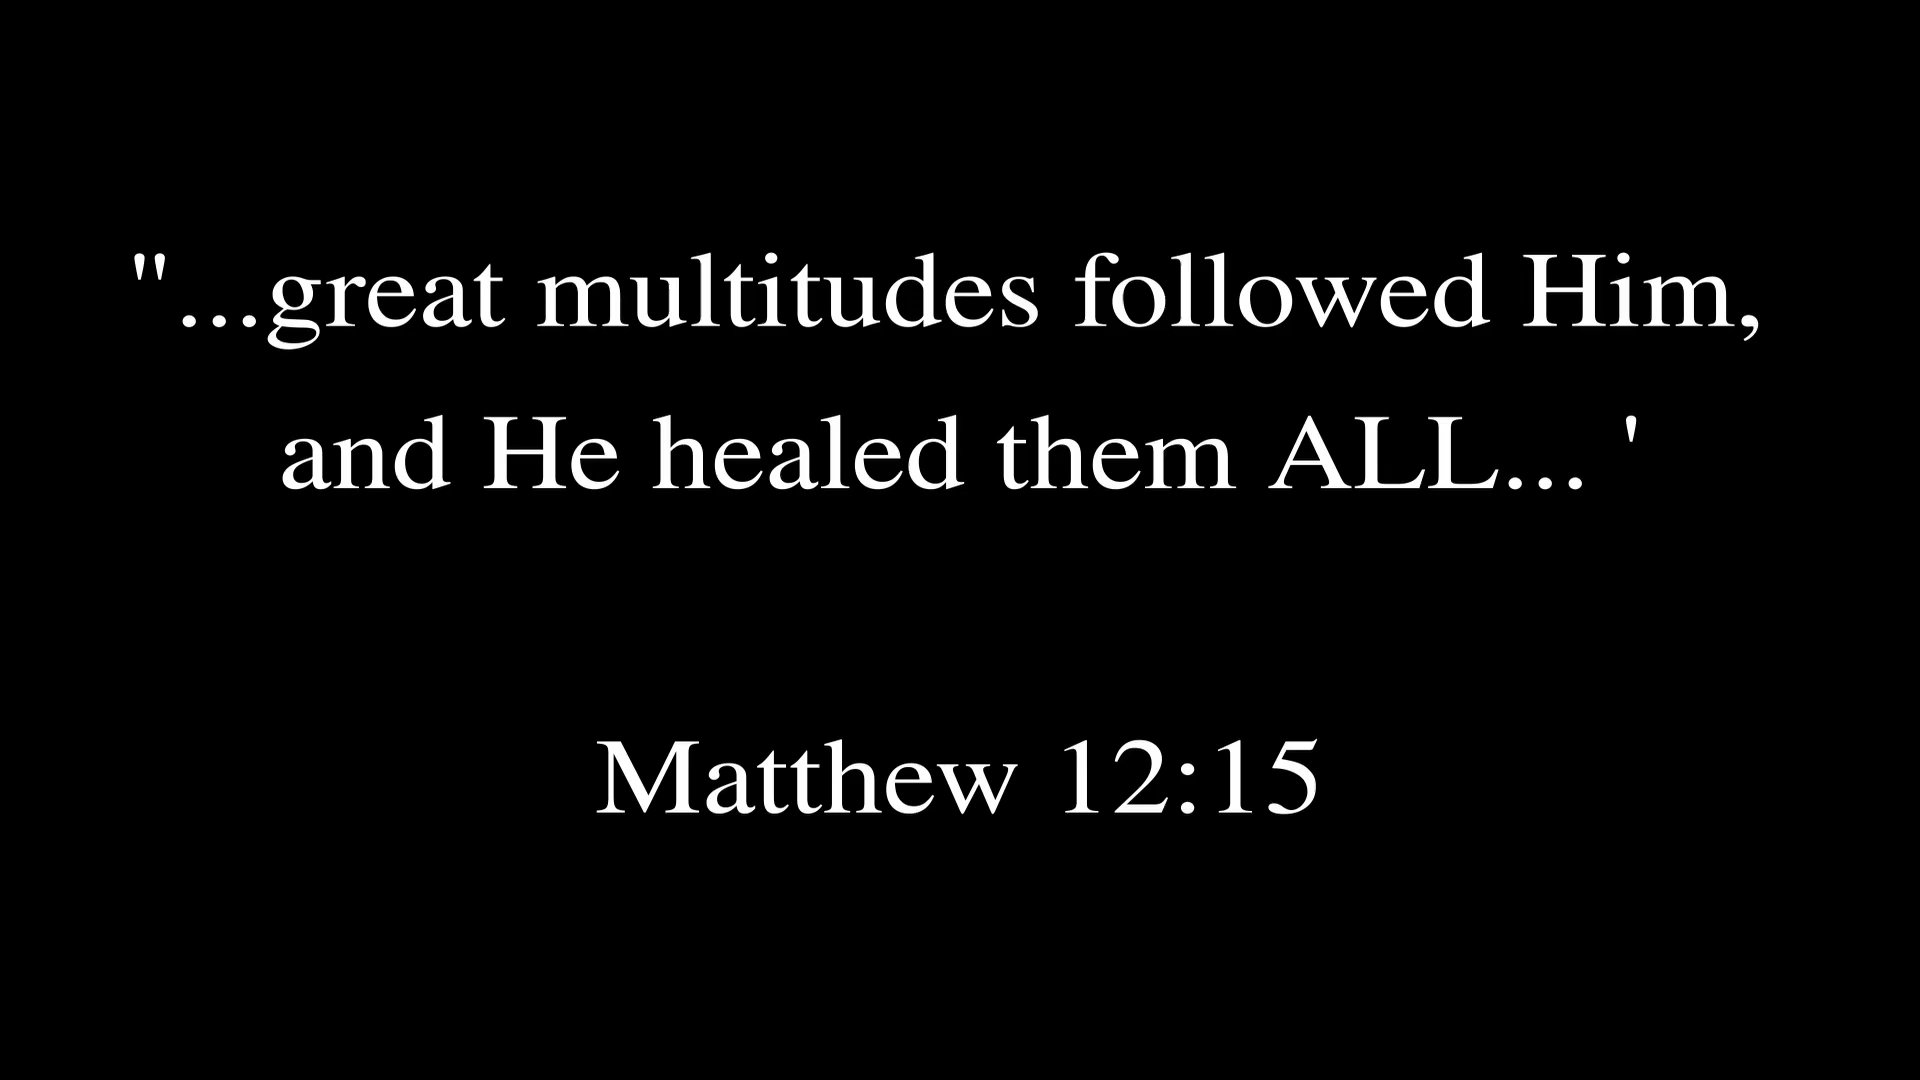 "...great multitudes followed Him,
and He healed them ALL... '
Matthew 12:15